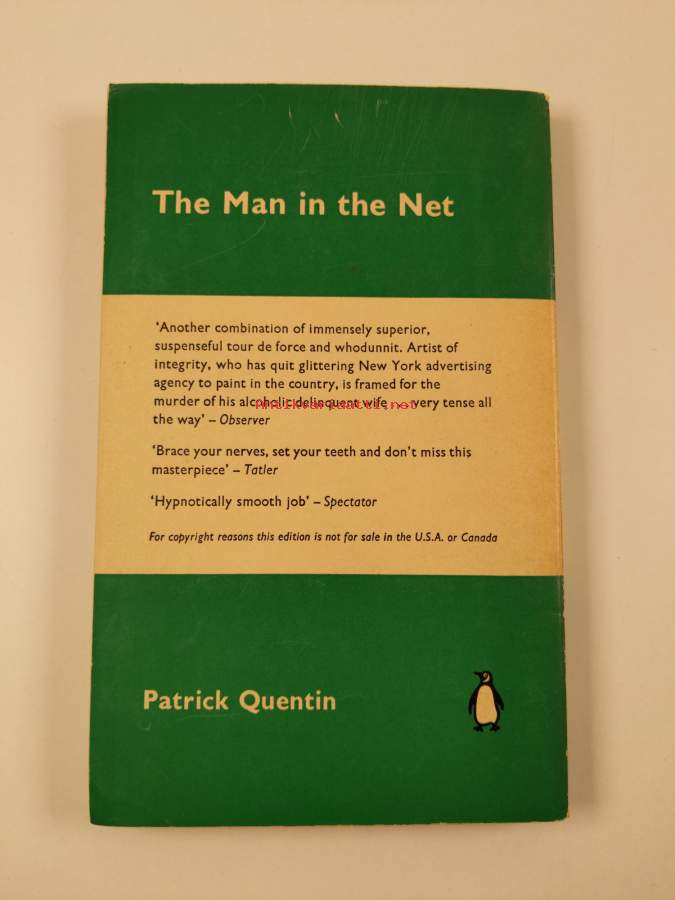 The Man in the Net
‘Another combination of immensely superior,
suspenseful tour de force and whodunnit. Artist of
integrity, who has quit glittering New York advertising
agency to paint in the country, is framed for the
murder of his alcoholic delinquent wife ... very tense all
Antikvariaatti.net
the way’ – Observer
‘Brace your nerves, set your teeth and don’t miss this
masterpiece’ – Tatler
‘Hypnotically smooth job’ – Spectator
For copyright reasons this edition is not for sale in the U.S.A. or Canada
Patrick Quentin